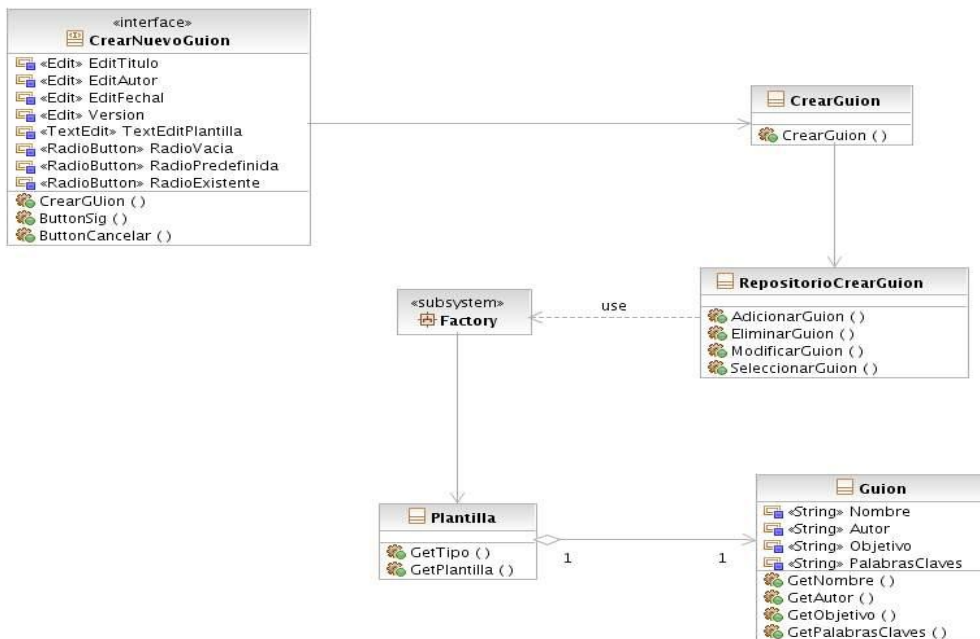 «interface»
CrearNuevoGuion
«Edit» EditTitulo
«Edit» EditAutor
«Edit» EditFechal
«Edit» Version
«TextEdit» TextEditPlantilla
«RadioButton» RadioVacia
«RadioButton» RadioPredefinida
«RadioButton» RadioExistente
CrearGUion ( )
ButtonSig ( )
ButtonCancelar ( )
CrearGuion
CrearGuion ( )
RepositorioCrearGuion
AdicionarGuion ( )
EliminarGuion ( )
ModificarGuion ( )
SeleccionarGuion ( )
use
«subsystem»
Factory
Plantilla
GetTipo ( )
GetPlantilla ( )
1
1
Guion
«String» Nombre
«String» Autor
«String» Objetivo
«String» PalabrasClaves
GetNombre ( )
GetAutor ( )
GetObjetivo ( )
GetPalabrasClaves ( )